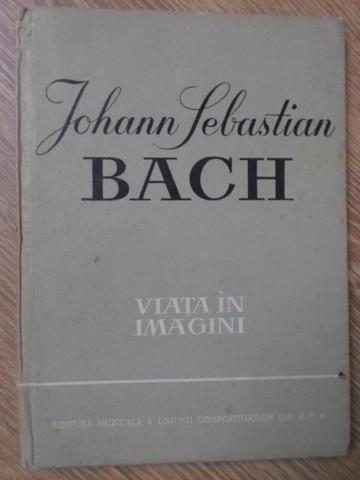 Johann Sebastian
BACH
VIAȚA ÎN
IMAGINI
EDITURA MUZICALĂ A UNIUNII COMPOZITORILOR DIN R. P. R.